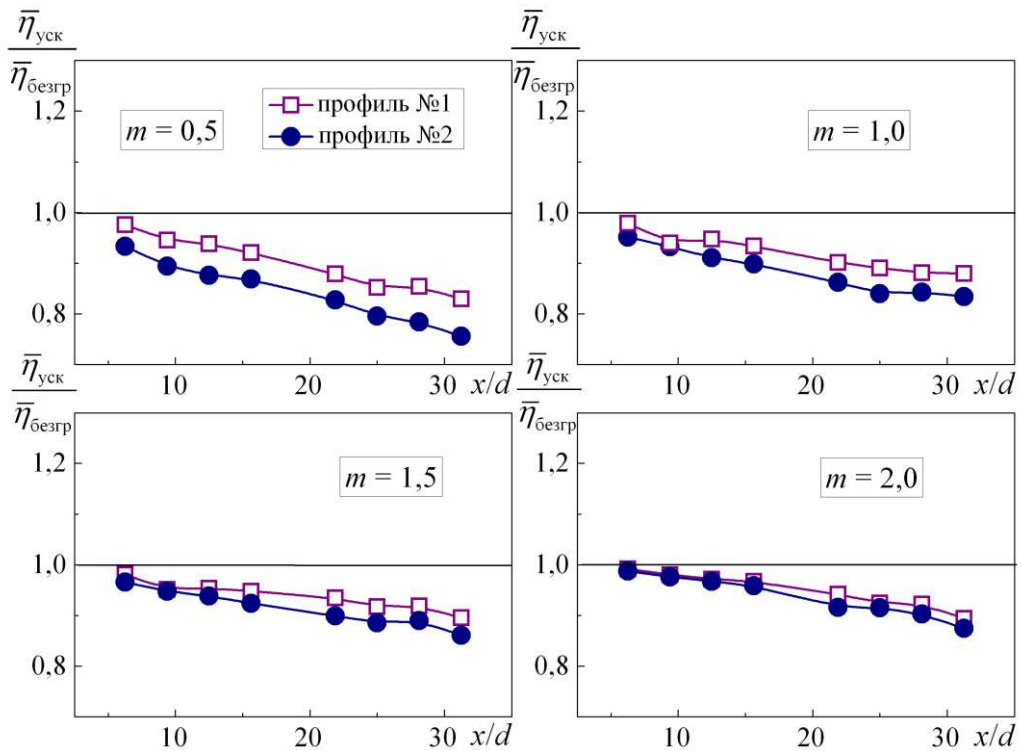 η̅уск
η̅безгр
1,2
1,0
0,8
m = 0,5
профиль №1
профиль №2
10 20 30 x/d
η̅уск
η̅безгр
1,2
1,0
0,8
m = 1,0
10 20 30 x/d
η̅уск
η̅безгр
1,2
1,0
0,8
m = 1,5
10 20 30 x/d
η̅уск
η̅безгр
1,2
1,0
0,8
m = 2,0
10 20 30 x/d